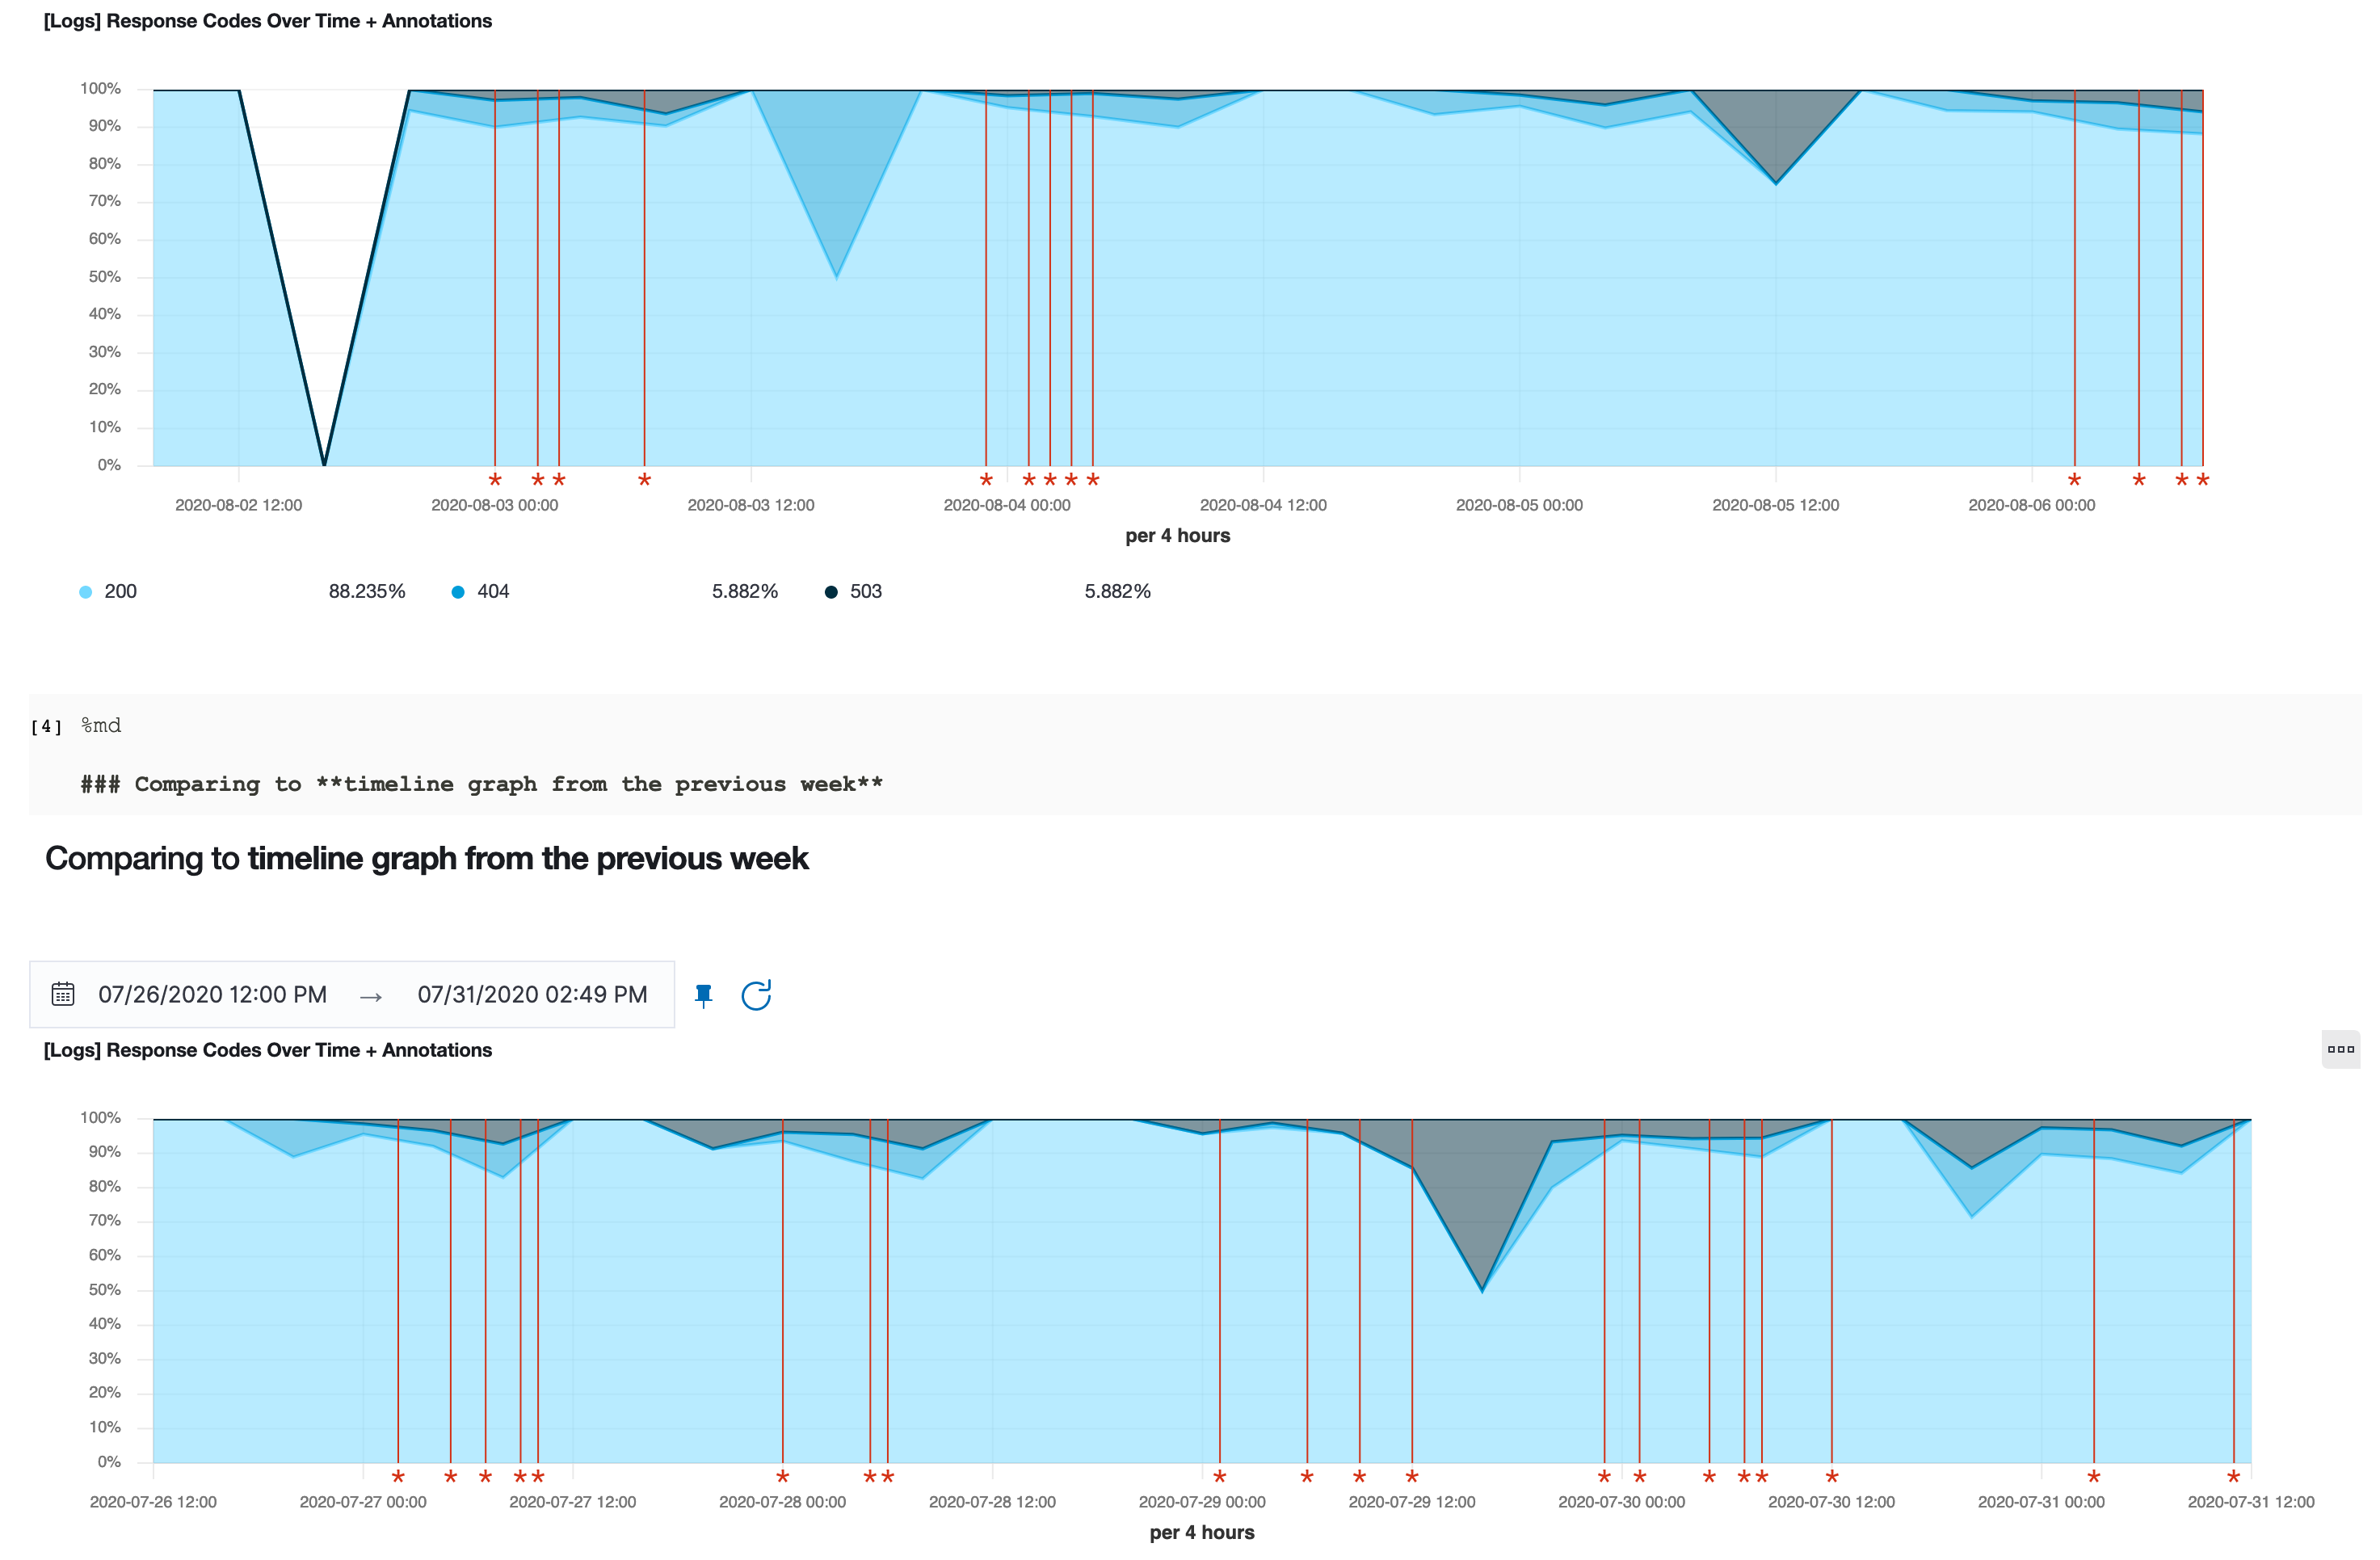 [Logs] Response Codes Over Time + Annotations
100%
90%
80%
70%
60%
50%
40%
30%
20%
10%
0%
* * * * * * * * * * * * *
2020-08-02 12:00 2020-08-03 00:00 2020-08-03 12:00 2020-08-04 00:00 2020-08-04 12:00 2020-08-05 00:00 2020-08-05 12:00 2020-08-06 00:00
per 4 hours
200 88.235% 404 5.882% 503 5.882%
[4] %md
### Comparing to **timeline graph from the previous week**
Comparing to timeline graph from the previous week
07/26/2020 12:00 PM → 07/31/2020 02:49 PM
[Logs] Response Codes Over Time + Annotations
100%
90%
80%
70%
60%
50%
40%
30%
20%
10%
0%
* * * * * * * * * * * * * * * * * * * *
2020-07-26 12:00 2020-07-27 00:00 2020-07-27 12:00 2020-07-28 00:00 2020-07-28 12:00 2020-07-29 00:00 2020-07-29 12:00 2020-07-30 00:00 2020-07-30 12:00 2020-07-31 00:00 2020-07-31 12:00
per 4 hours